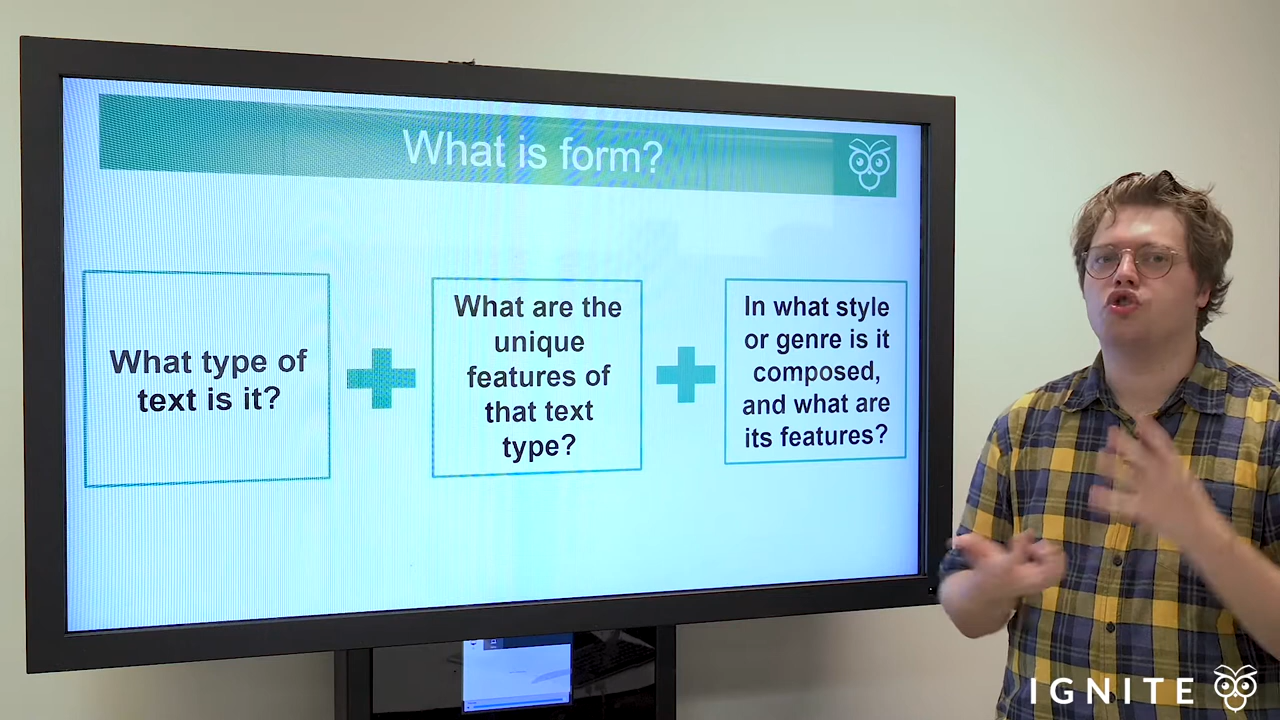 What is form?
What type of
text is it?
What are the
unique
features of
that text
type?
In what style
or genre is it
composed,
and what are
its features?
IGNITE